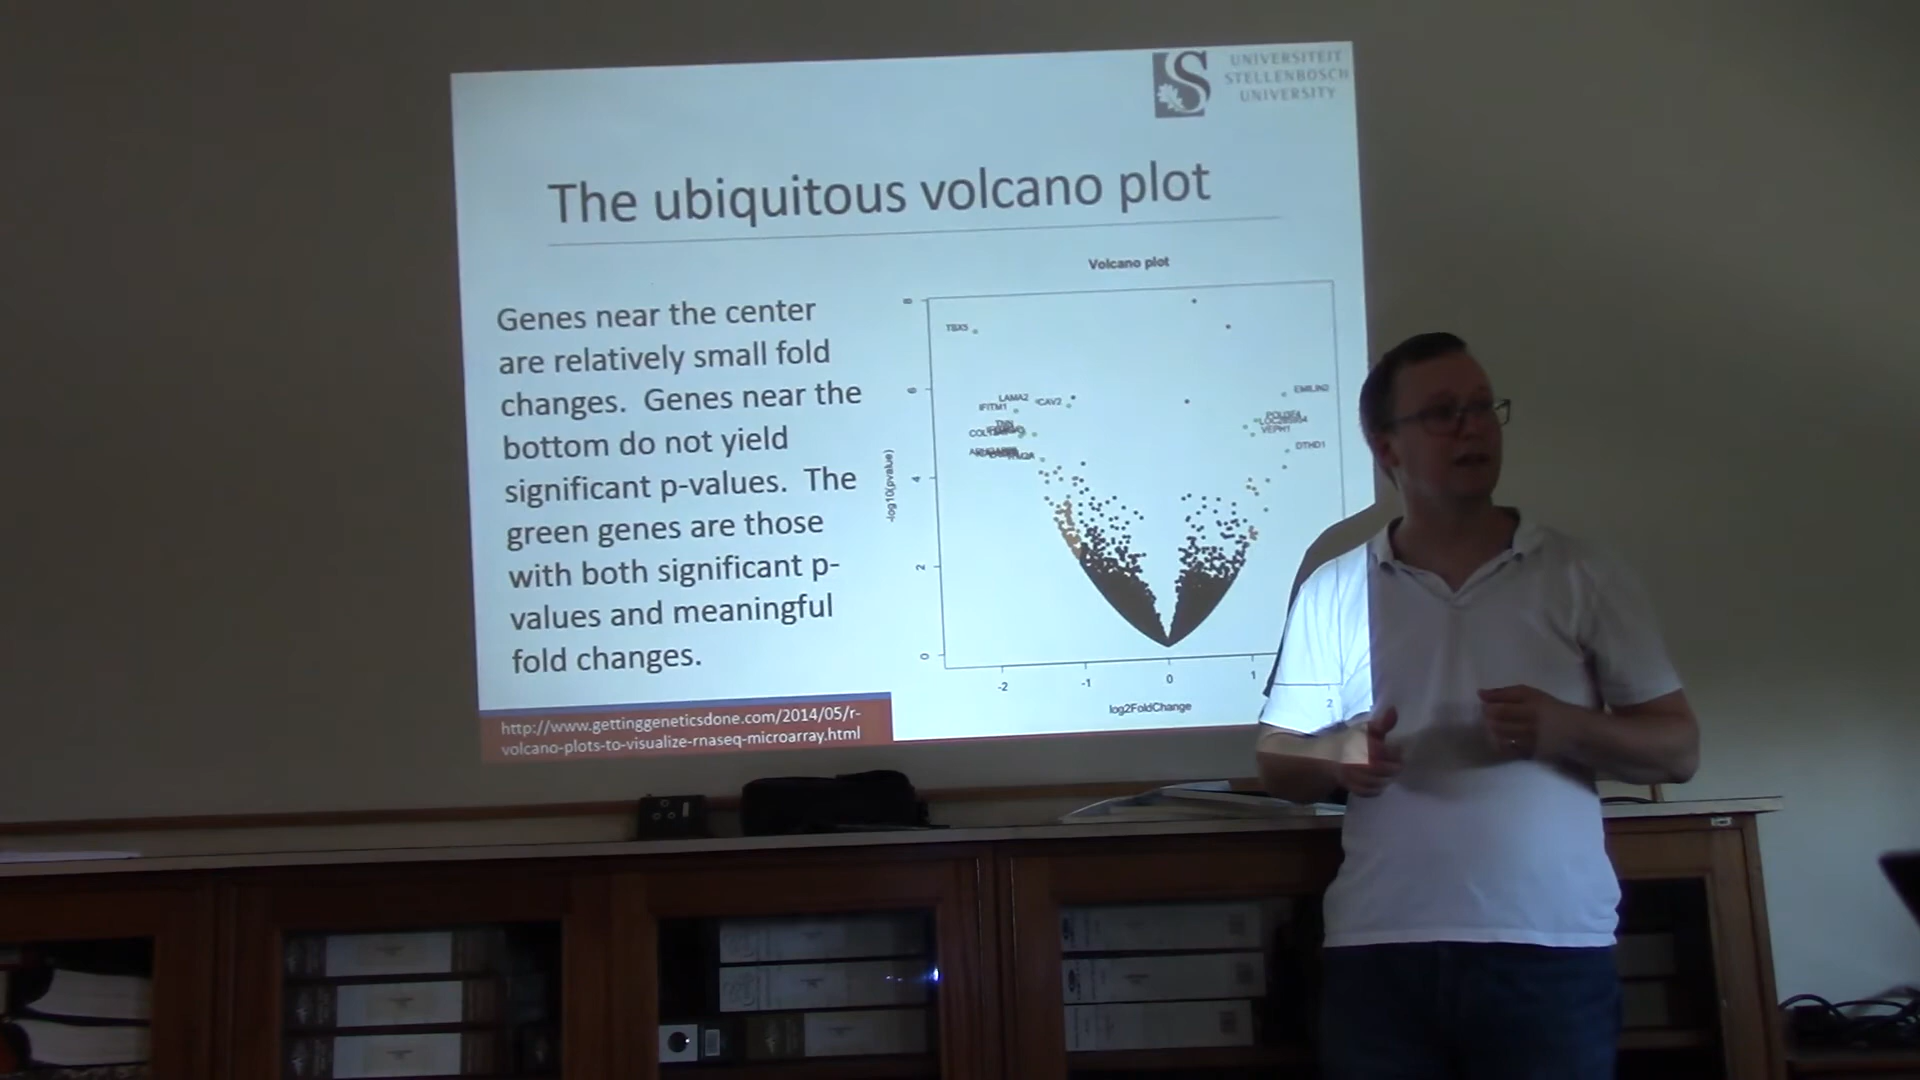 UNIVERSITEIT
STELLENBOSCH
UNIVERSITY
The ubiquitous volcano plot
Genes near the center
are relatively small fold
changes. Genes near the
bottom do not yield
significant p-values. The
green genes are those
with both significant p-
values and meaningful
fold changes.
http://www.gettinggeneticsdone.com/2014/05/r-
volcano-plots-to-visualize-rnaseq-microarray.html
Volcano plot
8
6
4
2
0
-log10(pvalue)
TBX5
LAMA2
CAV2
IFITM1
EMILIN2
VEPH1
OTHD1
-2
-1
0
1
2
log2FoldChange